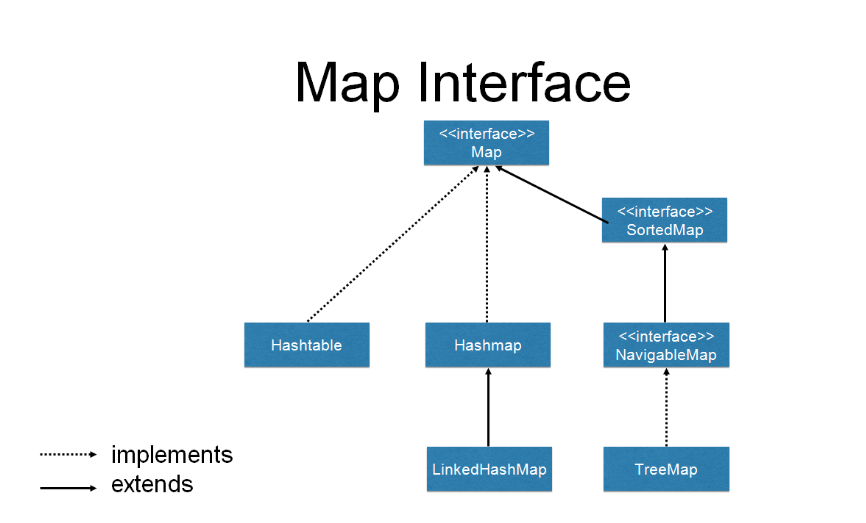 Map Interface
<<interface>>
Map
<<interface>>
SortedMap
Hashtable
Hashmap
<<interface>>
NavigableMap
LinkedHashMap
TreeMap
implements
extends